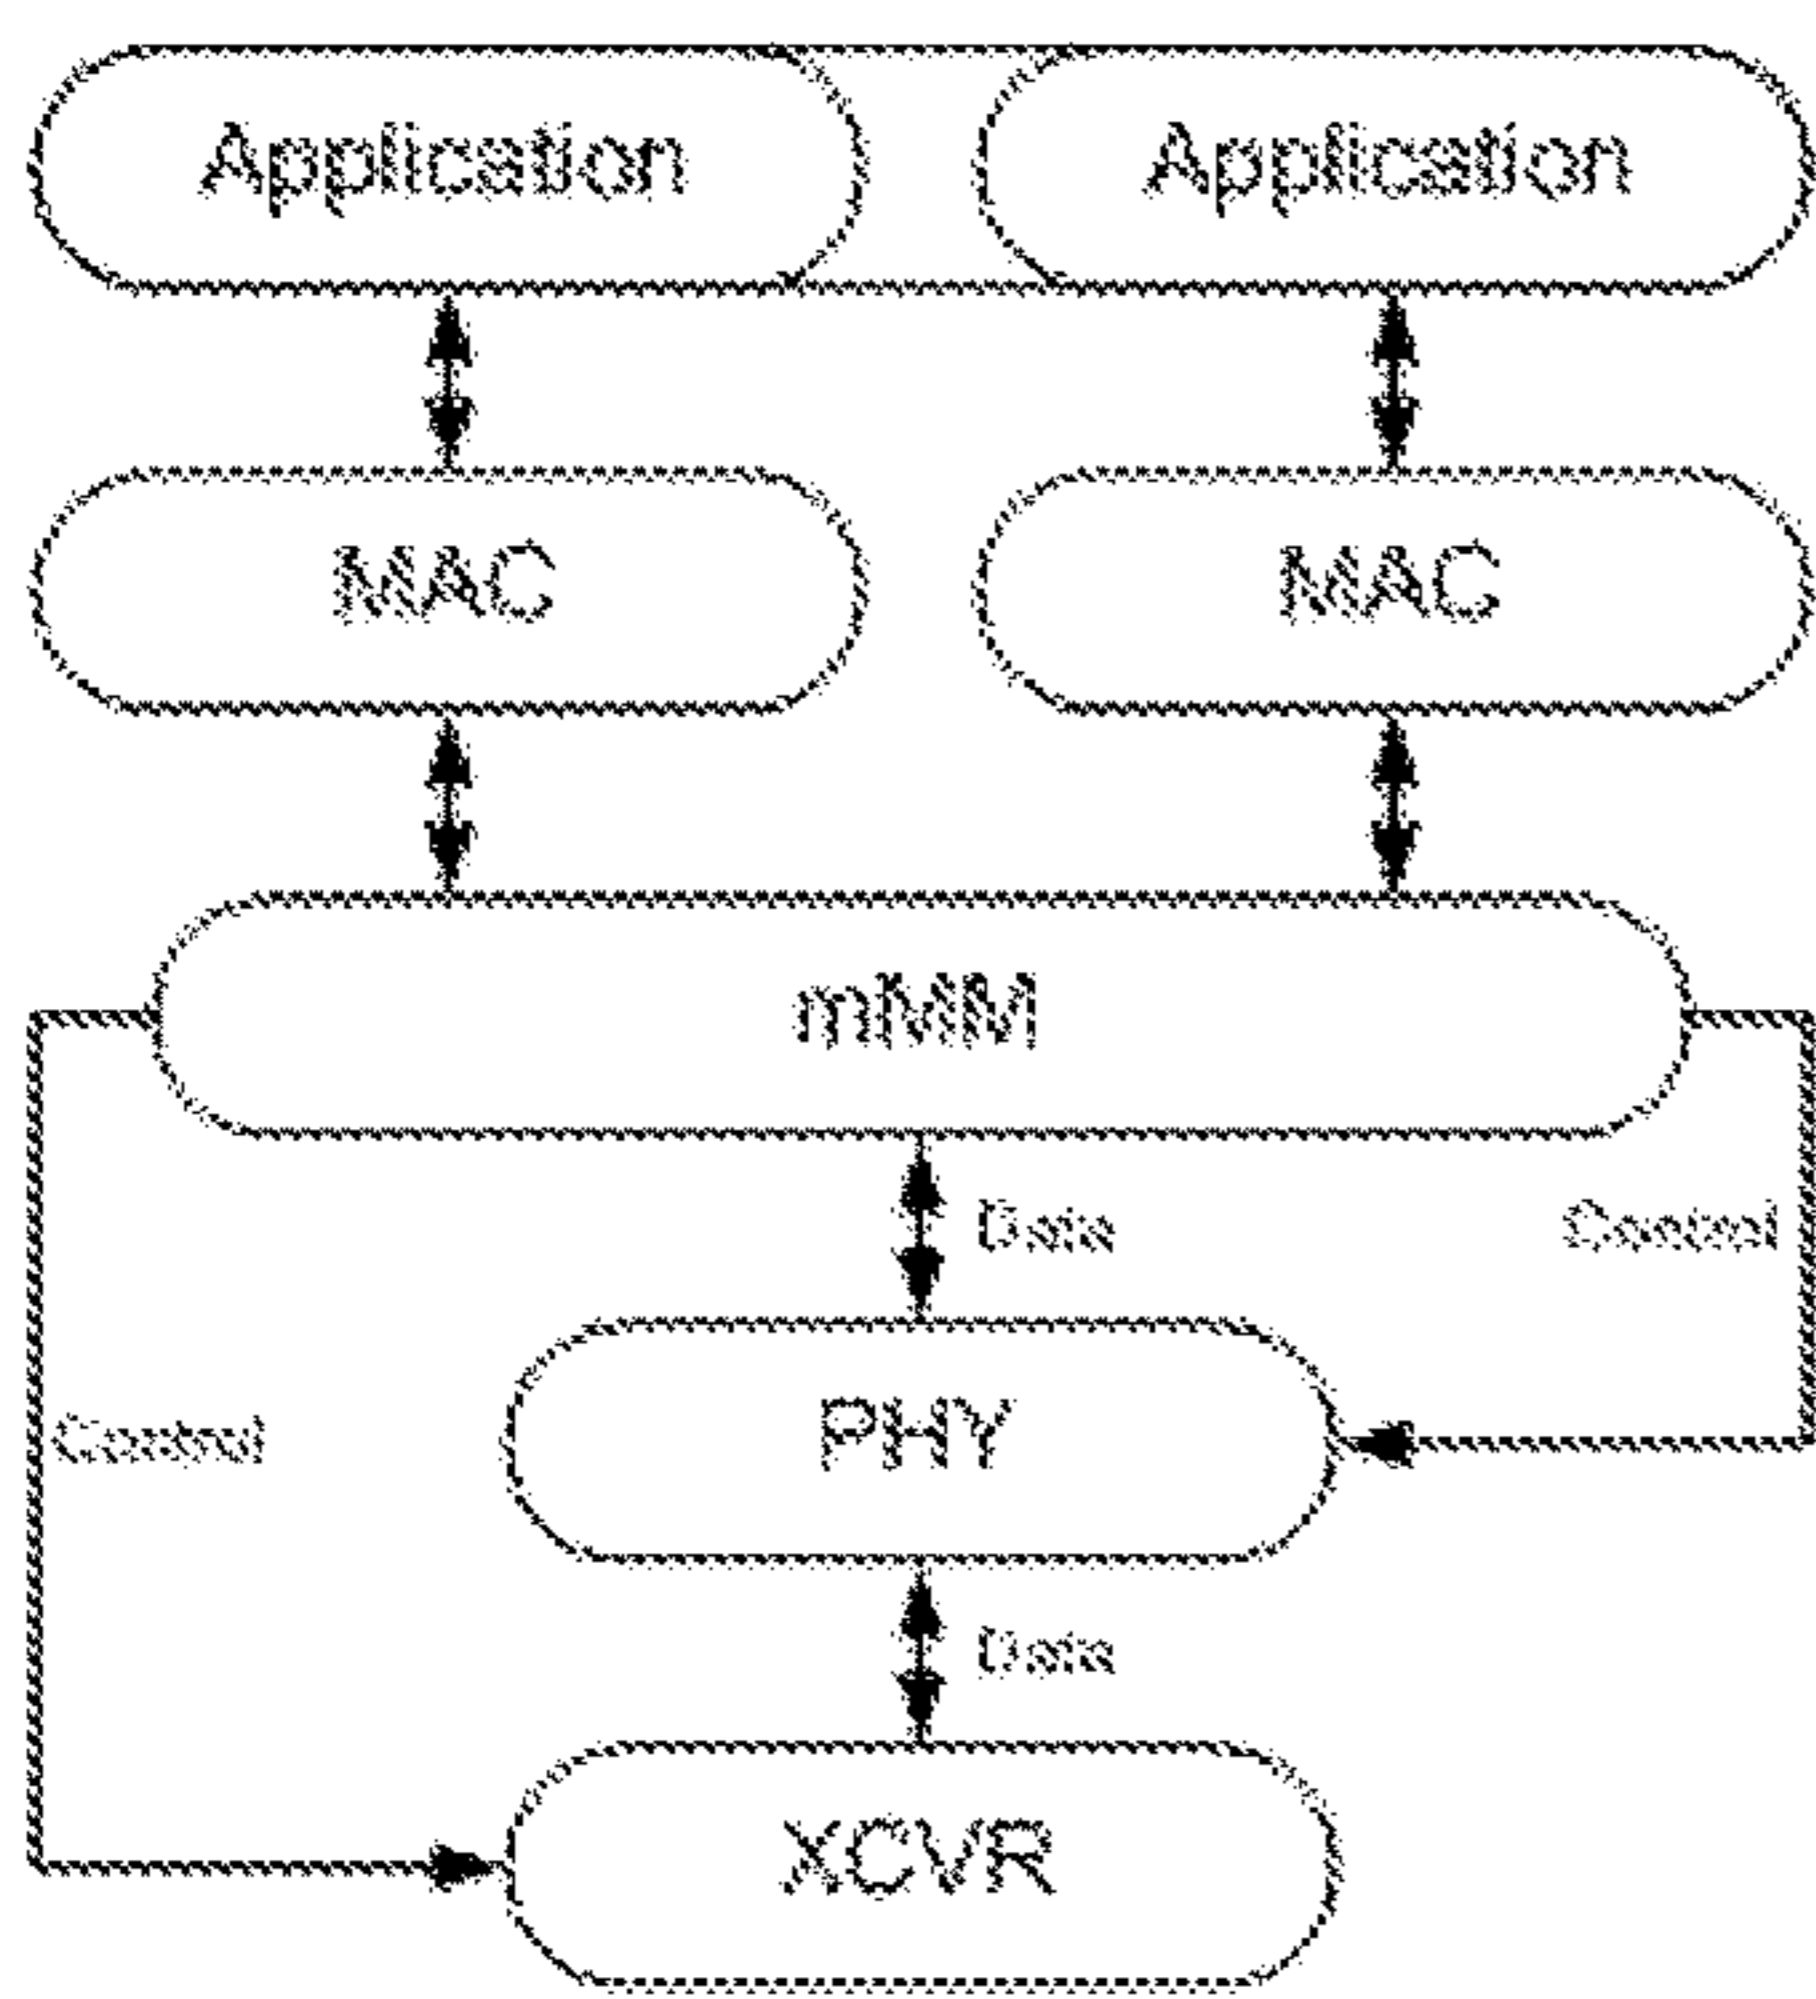 Application Application
MAC MAC
mMM
Data Control
PHY
Control
Data
XCVR